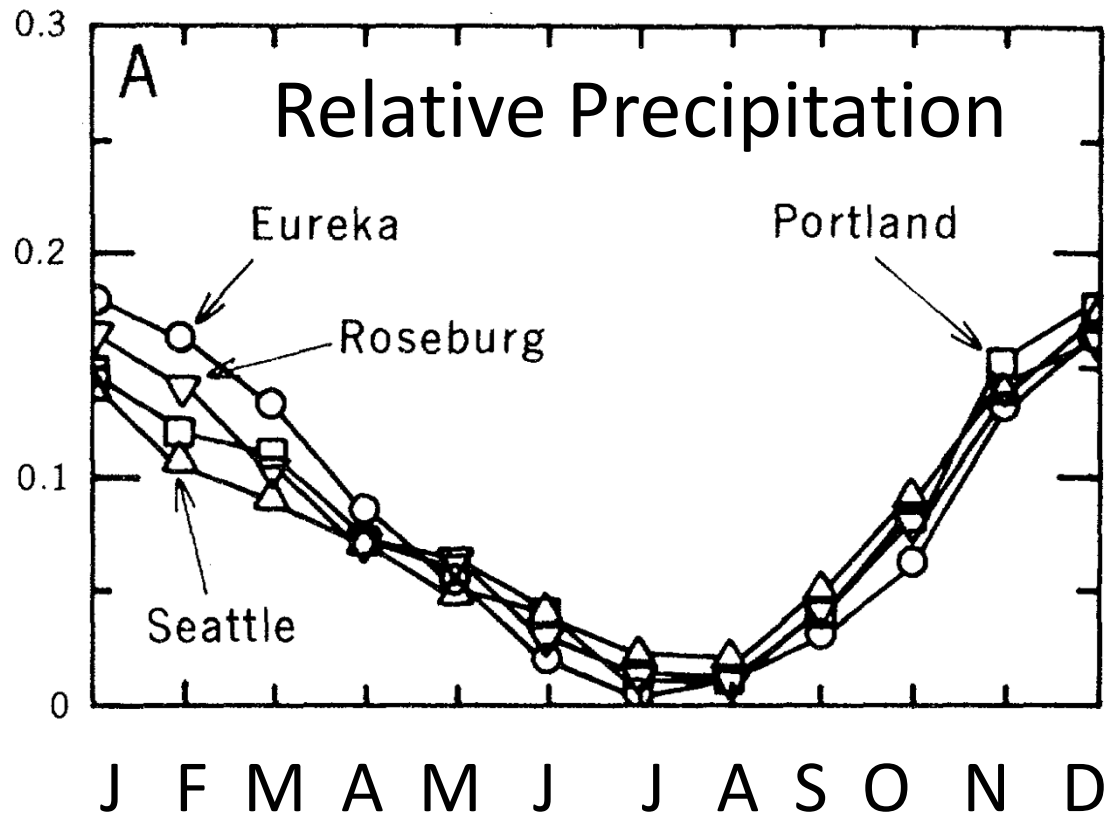 0.3
A
Relative Precipitation
Eureka
Portland
0.2
Roseburg
0.1
Seattle
0
J F M A M J J A S O N D